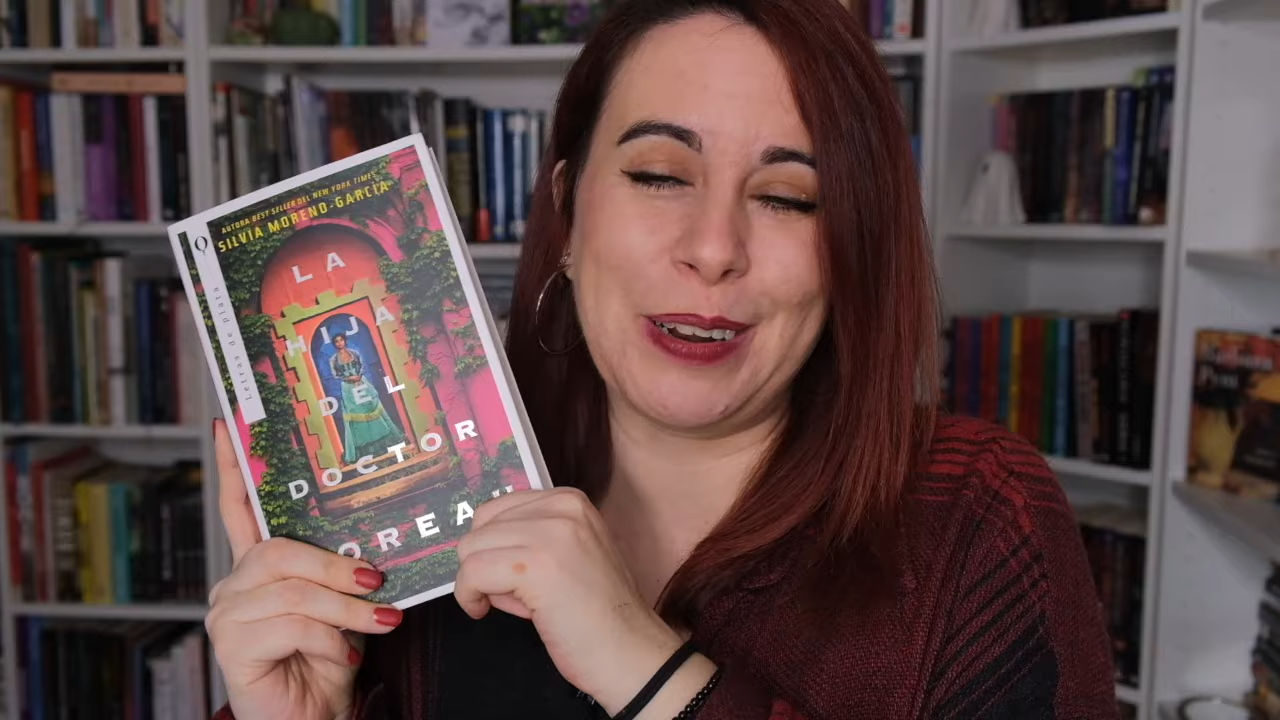 AUTORA BEST SELLER DEL NEW YORK TIMES
SILVIA MORENO-GARCIA
Q
Letras de plata
LA
HIJA
DEL
DOCTOR
OREAU